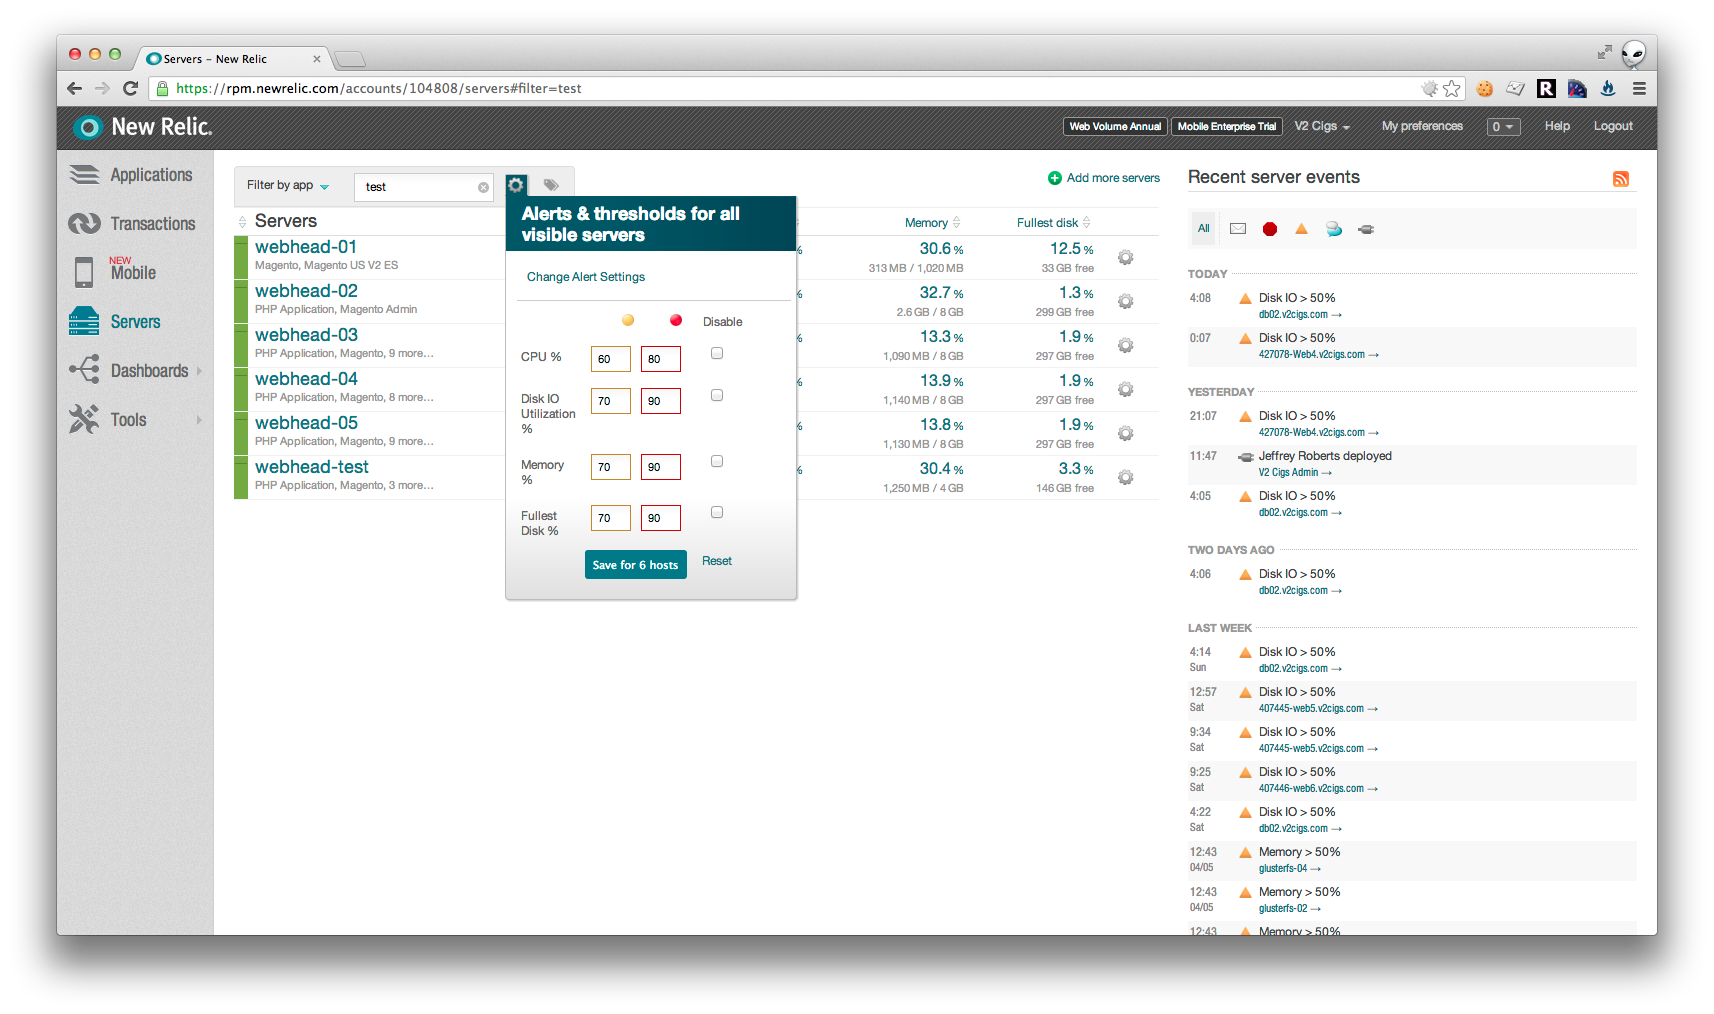 Servers – New Relic
https://rpm.newrelic.com/accounts/104808/servers#filter=test
New Relic.
Web Volume Annual
Mobile Enterprise Trial
V2 Cigs
My preferences
0
Help
Logout
Applications
Transactions
NEW
Mobile
Servers
Dashboards
Tools
Filter by app
test
Add more servers
Servers
Memory
Fullest disk
webhead-01
Magento, Magento US V2 ES
%
30.6 %
313 MB / 1,020 MB
12.5 %
33 GB free
webhead-02
PHP Application, Magento Admin
%
32.7 %
2.6 GB / 8 GB
1.3 %
299 GB free
webhead-03
PHP Application, Magento, 9 more...
%
13.3 %
1,090 MB / 8 GB
1.9 %
297 GB free
webhead-04
PHP Application, Magento, 8 more...
%
13.9 %
1,140 MB / 8 GB
1.9 %
297 GB free
webhead-05
PHP Application, Magento, 9 more...
%
13.8 %
1,130 MB / 8 GB
1.9 %
297 GB free
webhead-test
PHP Application, Magento, 3 more...
%
30.4 %
1,250 MB / 4 GB
3.3 %
146 GB free
Alerts & thresholds for all
visible servers
Change Alert Settings
Disable
CPU % 60 80
Disk IO
Utilization
%
70 90
Memory
%
70 90
Fullest
Disk %
70 90
Save for 6 hosts
Reset
Recent server events
All
TODAY
4:08 Disk IO > 50%
db02.v2cigs.com →
0:07 Disk IO > 50%
427078-Web4.v2cigs.com →
YESTERDAY
21:07 Disk IO > 50%
427078-Web4.v2cigs.com →
11:47 Jeffrey Roberts deployed
V2 Cigs Admin →
4:05 Disk IO > 50%
db02.v2cigs.com →
TWO DAYS AGO
4:06 Disk IO > 50%
db02.v2cigs.com →
LAST WEEK
4:14 Disk IO > 50%
Sun db02.v2cigs.com →
12:57 Disk IO > 50%
Sat 407445-web5.v2cigs.com →
9:34 Disk IO > 50%
Sat 407445-web5.v2cigs.com →
9:25 Disk IO > 50%
Sat 407446-web6.v2cigs.com →
4:22 Disk IO > 50%
Sat db02.v2cigs.com →
12:43 Memory > 50%
04/05 glusterfs-04 →
12:43 Memory > 50%
04/05 glusterfs-02 →
12:43 Memory > 50%